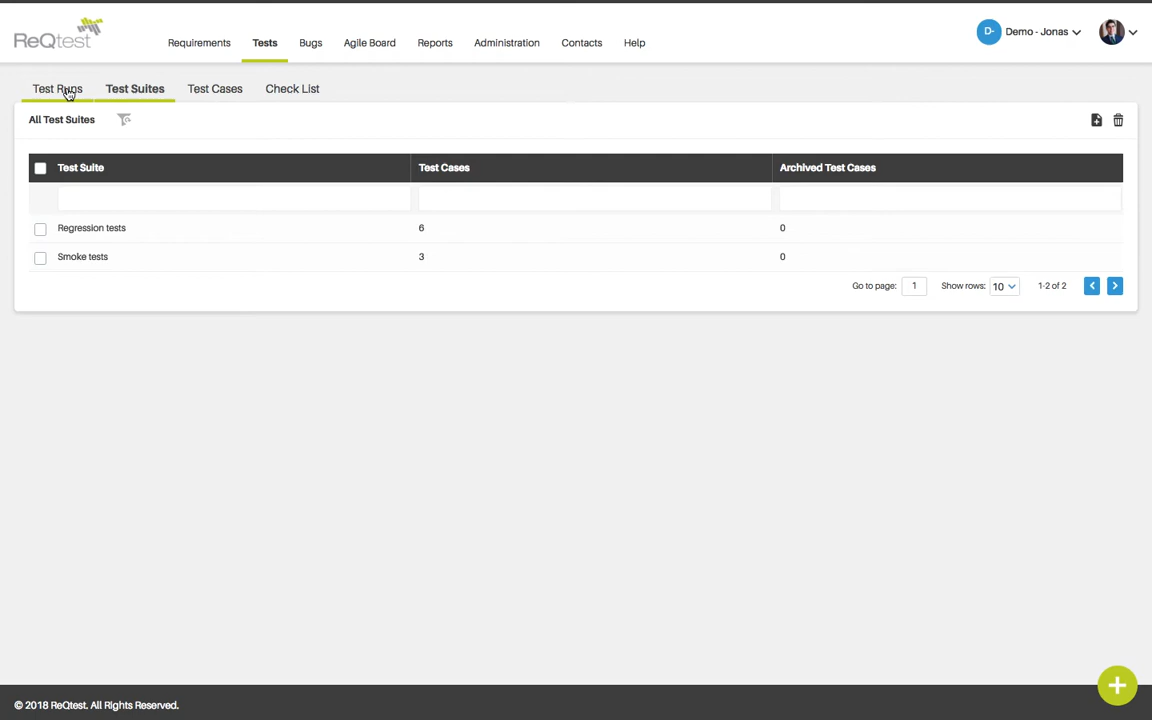 ReQtest
Requirements Tests Bugs Agile Board Reports Administration Contacts Help
D- Demo - Jonas
Test Runs Test Suites Test Cases Check List
All Test Suites
Test Suite Test Cases Archived Test Cases
Regression tests 6 0
Smoke tests 3 0
Go to page: 1 Show rows: 10 1-2 of 2
© 2018 ReQtest. All Rights Reserved.